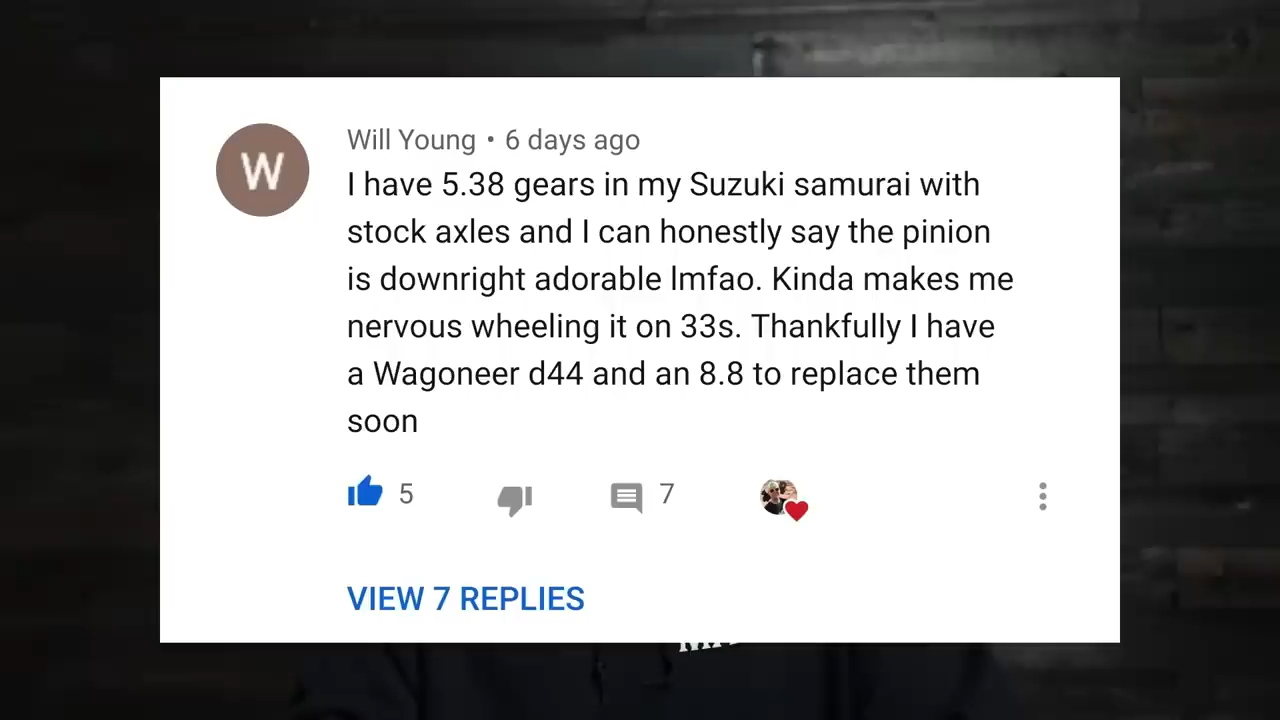 W
Will Young • 6 days ago
I have 5.38 gears in my Suzuki samurai with
stock axles and I can honestly say the pinion
is downright adorable lmfao. Kinda makes me
nervous wheeling it on 33s. Thankfully I have
a Wagoneer d44 and an 8.8 to replace them
soon
5 7
VIEW 7 REPLIES